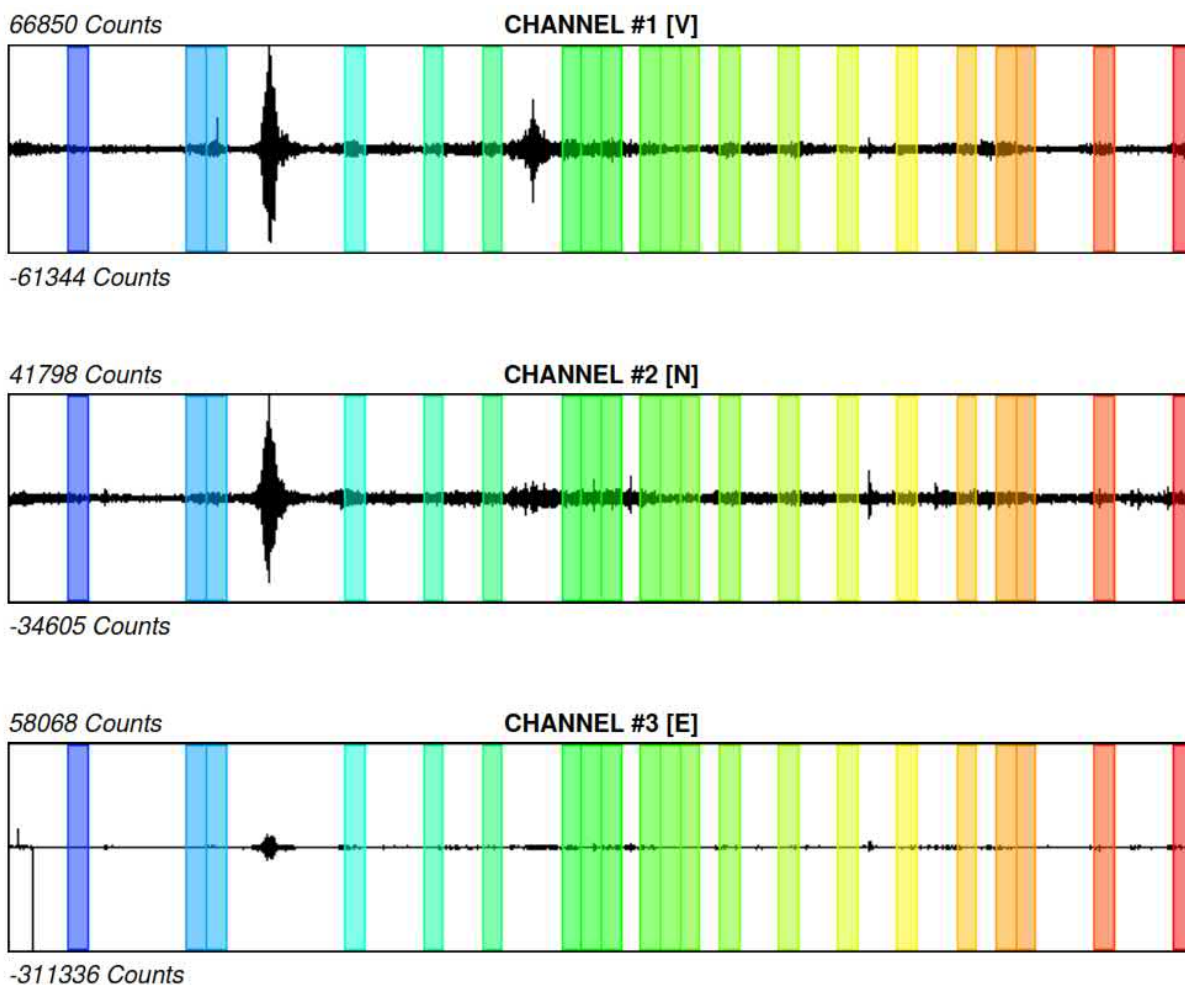 66850 Counts
CHANNEL #1 [V]
-61344 Counts
41798 Counts
CHANNEL #2 [N]
-34605 Counts
58068 Counts
CHANNEL #3 [E]
-311336 Counts